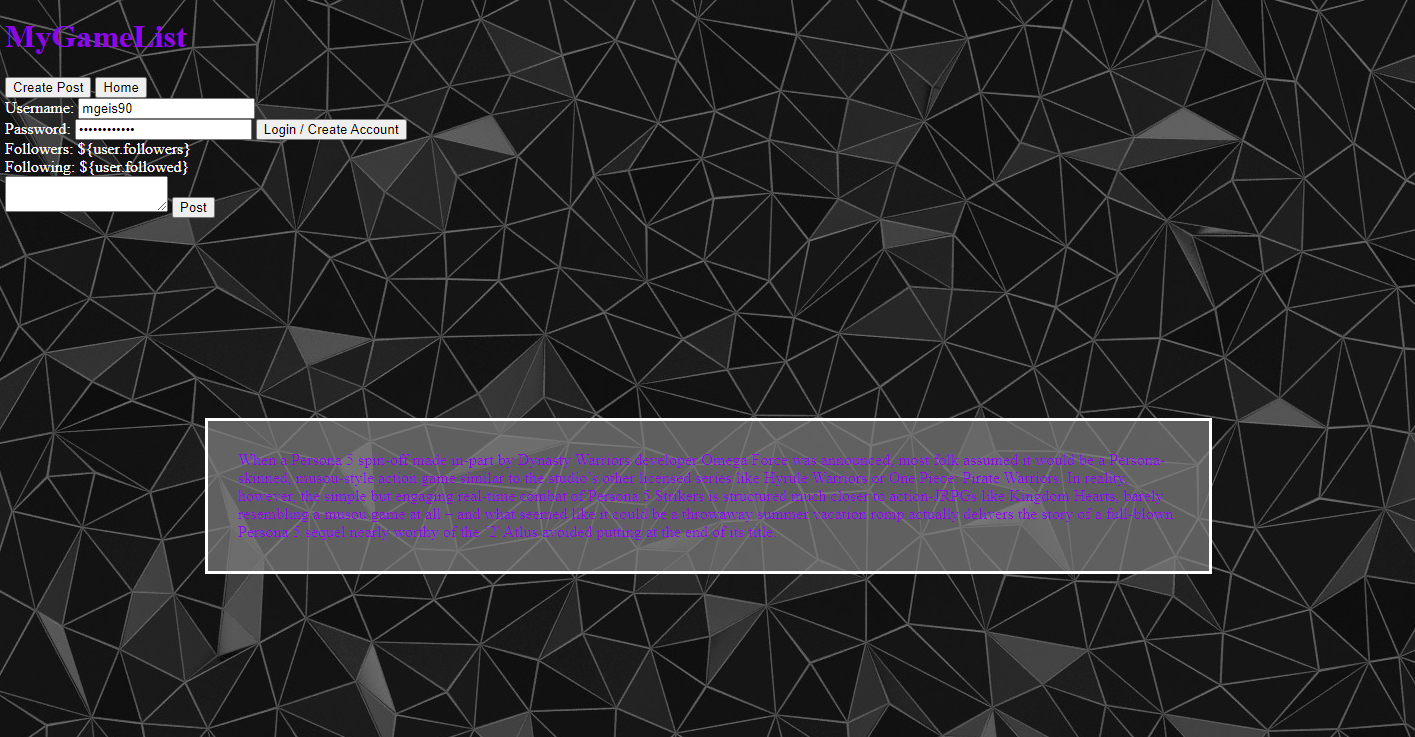 MyGameList
Create Post Home
Username: mgeis90
Password: •••••••••••• Login / Create Account
Followers: ${user.followers}
Following: ${user.followed}
Post
When a Persona 5 spin-off made in-part by Dynasty Warriors developer Omega Force was announced, most folk assumed it would be a Persona-
skinned, musou-style action game similar to the studio's other licensed series like Hyrule Warriors or One Piece: Pirate Warriors. In reality,
however, the simple but engaging real-time combat of Persona 5 Strikers is structured much closer to action-JRPGs like Kingdom Hearts, barely
resembling a musou game at all – and what seemed like it could be a throwaway summer vacation romp actually delivers the story of a full-blown
Persona 5 sequel nearly worthy of the '2' Atlus avoided putting at the end of its title.